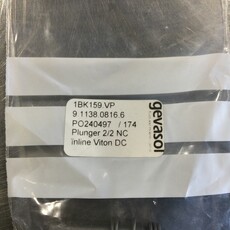 1BK159.VP
9.1138.0816.6
PO240497 / 174
Plunger 2/2 NC
inline Viton DC
gevasol